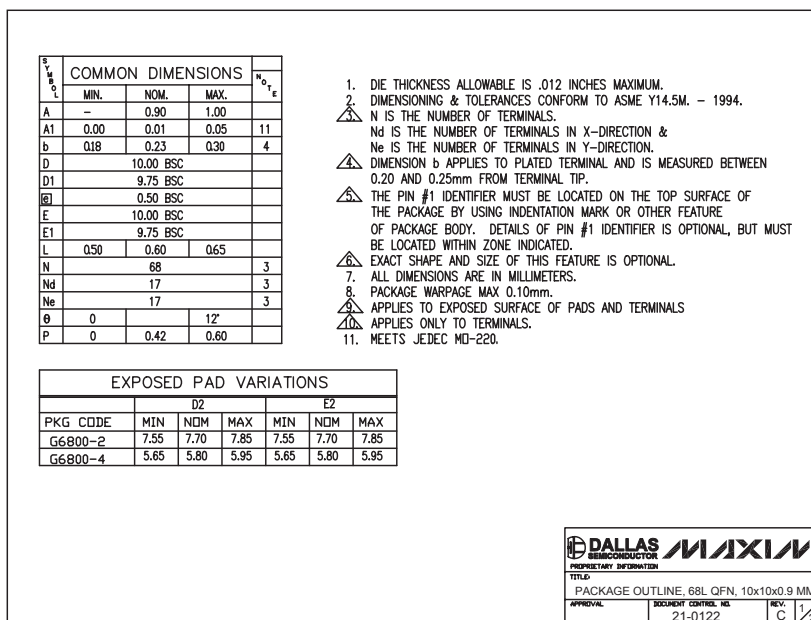 SYMBOL COMMON DIMENSIONS NOTE
MIN. NOM. MAX.
A – 0.90 1.00
A1 0.00 0.01 0.05 11
b 0.18 0.23 0.30 4
D 10.00 BSC
D1 9.75 BSC
e 0.50 BSC
E 10.00 BSC
E1 9.75 BSC
L 0.50 0.60 0.65
N 68 3
Nd 17 3
Ne 17 3
θ 0 12°
P 0 0.42 0.60
1. DIE THICKNESS ALLOWABLE IS .012 INCHES MAXIMUM.
2. DIMENSIONING & TOLERANCES CONFORM TO ASME Y14.5M. – 1994.
3. N IS THE NUMBER OF TERMINALS.
Nd IS THE NUMBER OF TERMINALS IN X-DIRECTION &
Ne IS THE NUMBER OF TERMINALS IN Y-DIRECTION.
4. DIMENSION b APPLIES TO PLATED TERMINAL AND IS MEASURED BETWEEN
0.20 AND 0.25mm FROM TERMINAL TIP.
5. THE PIN #1 IDENTIFIER MUST BE LOCATED ON THE TOP SURFACE OF
THE PACKAGE BY USING INDENTATION MARK OR OTHER FEATURE
OF PACKAGE BODY. DETAILS OF PIN #1 IDENTIFIER IS OPTIONAL, BUT MUST
BE LOCATED WITHIN ZONE INDICATED.
6. EXACT SHAPE AND SIZE OF THIS FEATURE IS OPTIONAL.
7. ALL DIMENSIONS ARE IN MILLIMETERS.
8. PACKAGE WARPAGE MAX 0.10mm.
9. APPLIES TO EXPOSED SURFACE OF PADS AND TERMINALS
10. APPLIES ONLY TO TERMINALS.
11. MEETS JEDEC MO-220.
EXPOSED PAD VARIATIONS
D2 E2
PKG CODE MIN NOM MAX MIN NOM MAX
G6800-2 7.55 7.70 7.85 7.55 7.70 7.85
G6800-4 5.65 5.80 5.95 5.65 5.80 5.95
DALLAS SEMICONDUCTOR MAXIM
PROPRIETARY INFORMATION
TITLE:
PACKAGE OUTLINE, 68L QFN, 10x10x0.9 MM
APPROVAL DOCUMENT CONTROL NO. REV.
21-0122 C